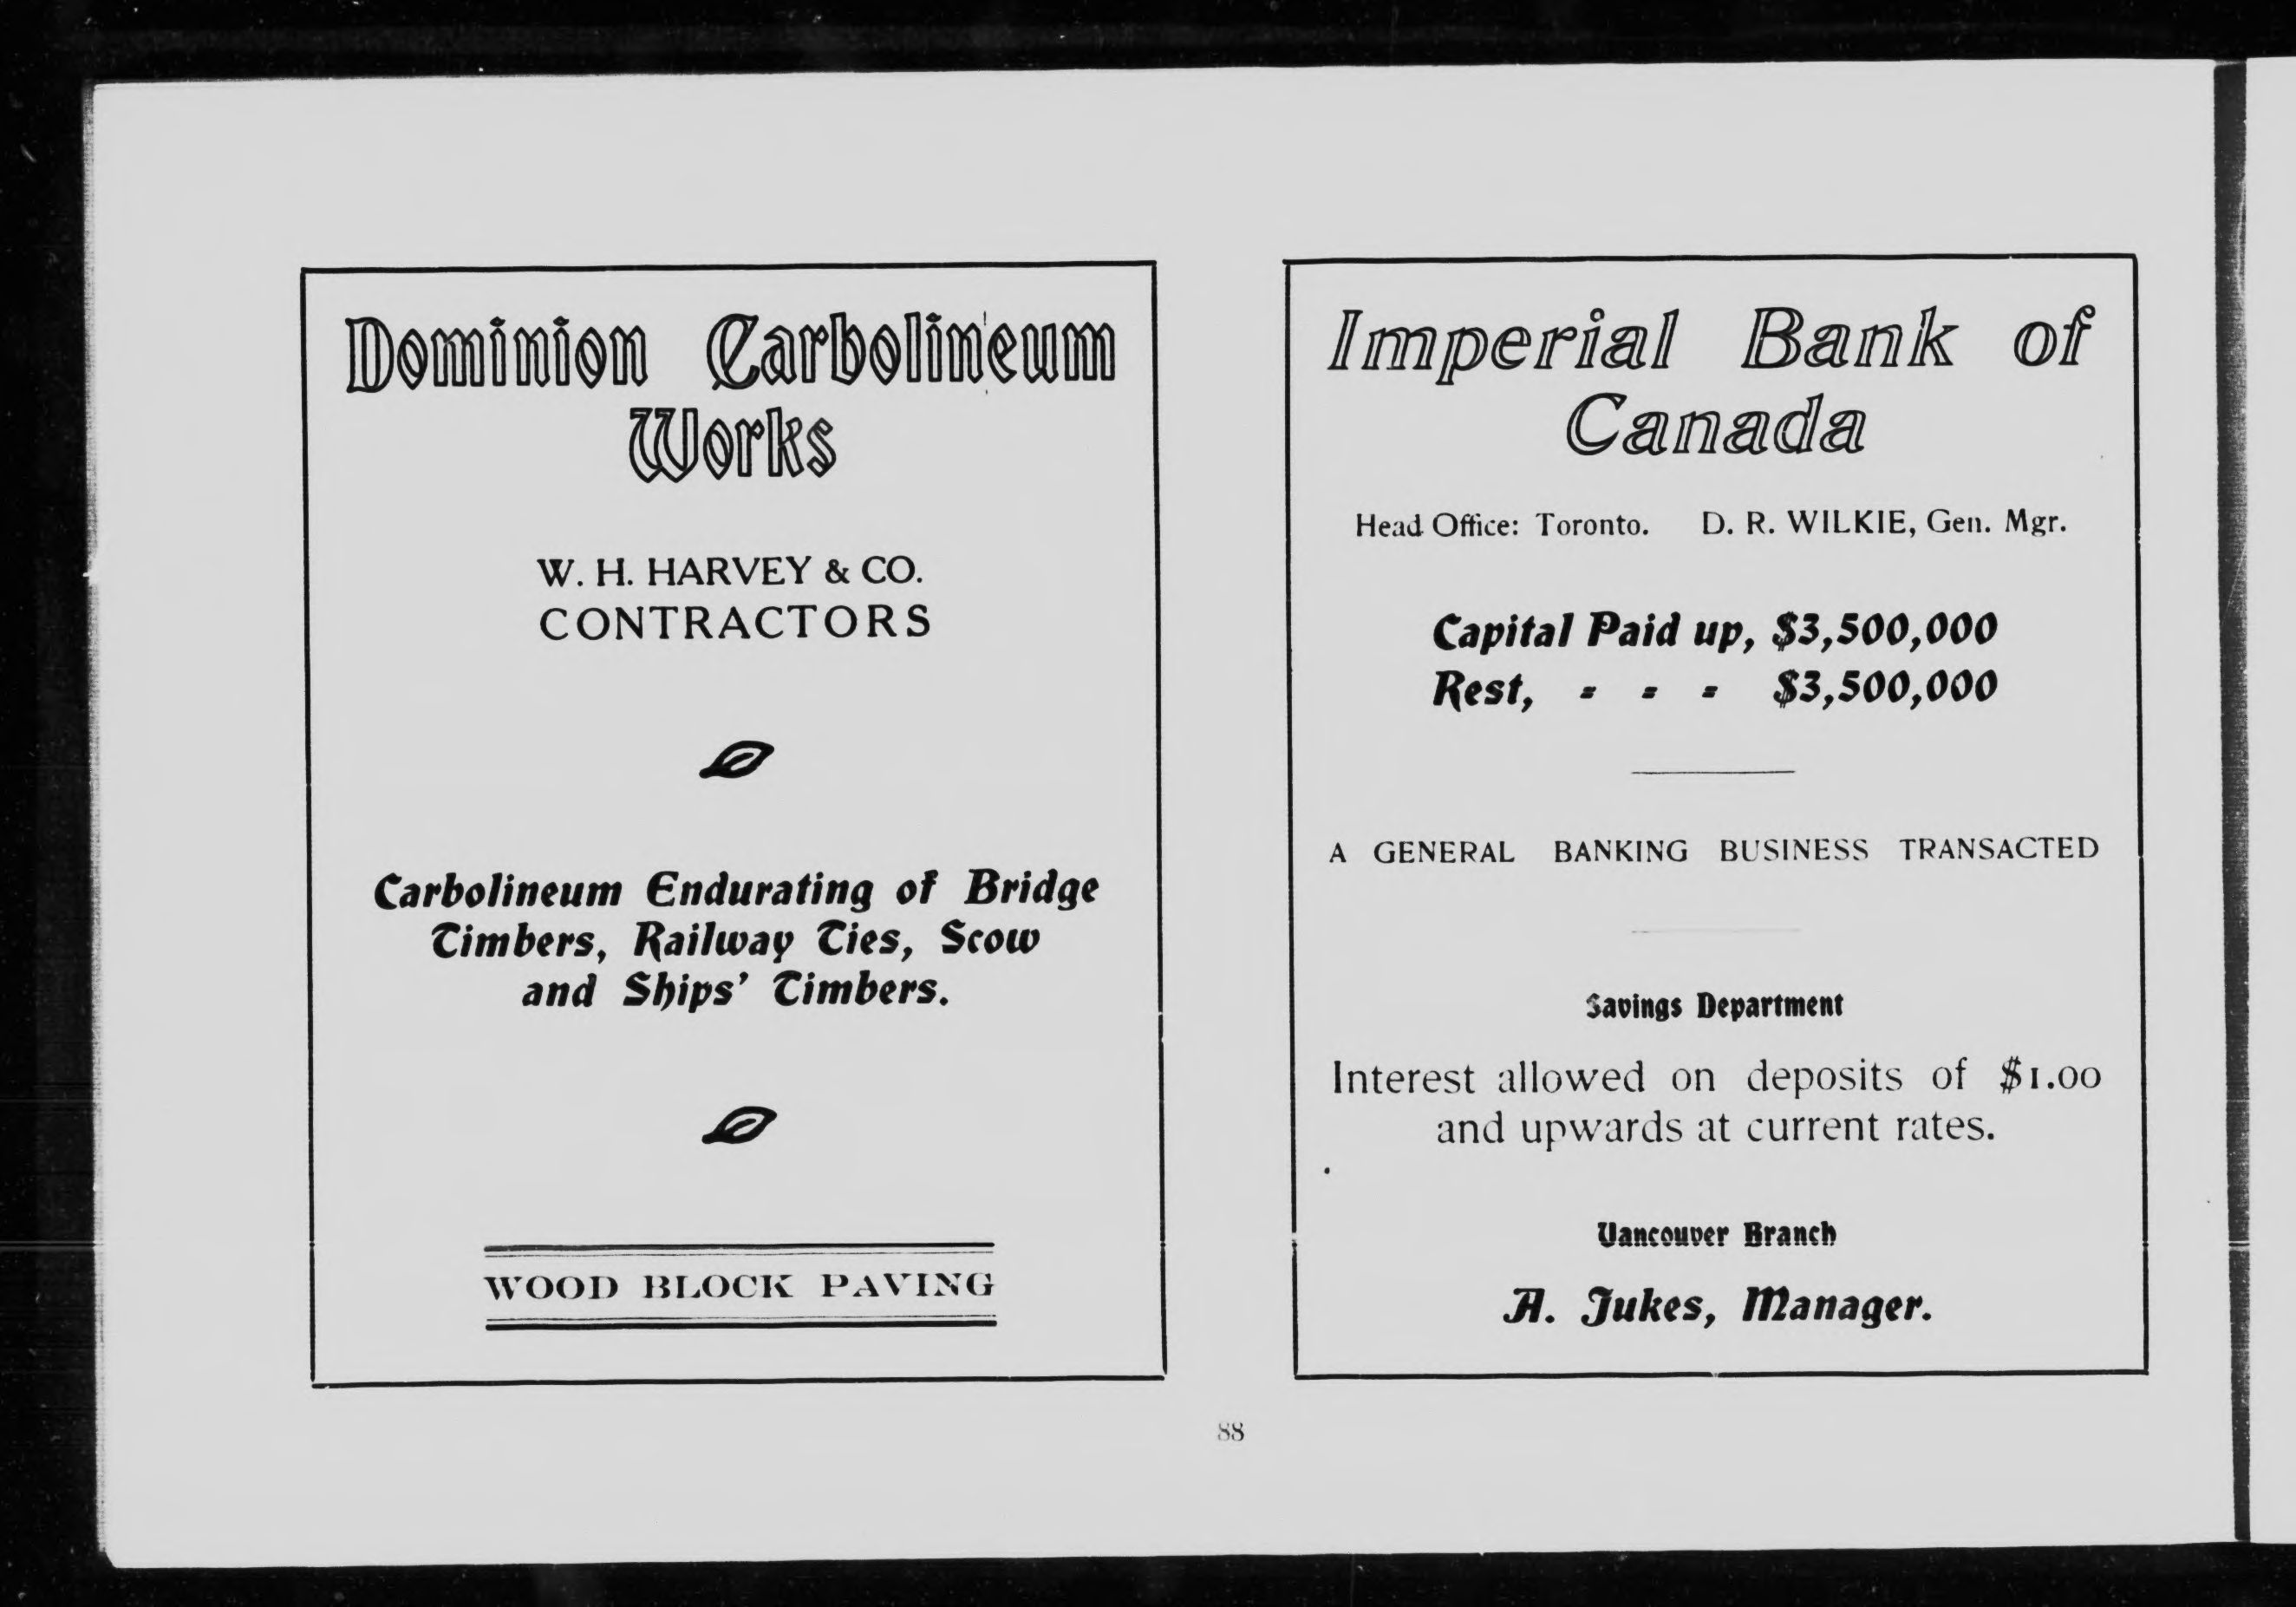 Dominion Carbolineum
Works
W. H. HARVEY & CO.
CONTRACTORS
Carbolineum Endurating of Bridge
Timbers, Railway Ties, Scow
and Ships' Timbers.
WOOD BLOCK PAVING
Imperial Bank of
Canada
Head Office: Toronto. D. R. WILKIE, Gen. Mgr.
Capital Paid up, $3,500,000
Rest, - - - $3,500,000
A GENERAL BANKING BUSINESS TRANSACTED
Savings Department
Interest allowed on deposits of $1.00
and upwards at current rates.
Vancouver Branch
A. Jukes, Manager.
88